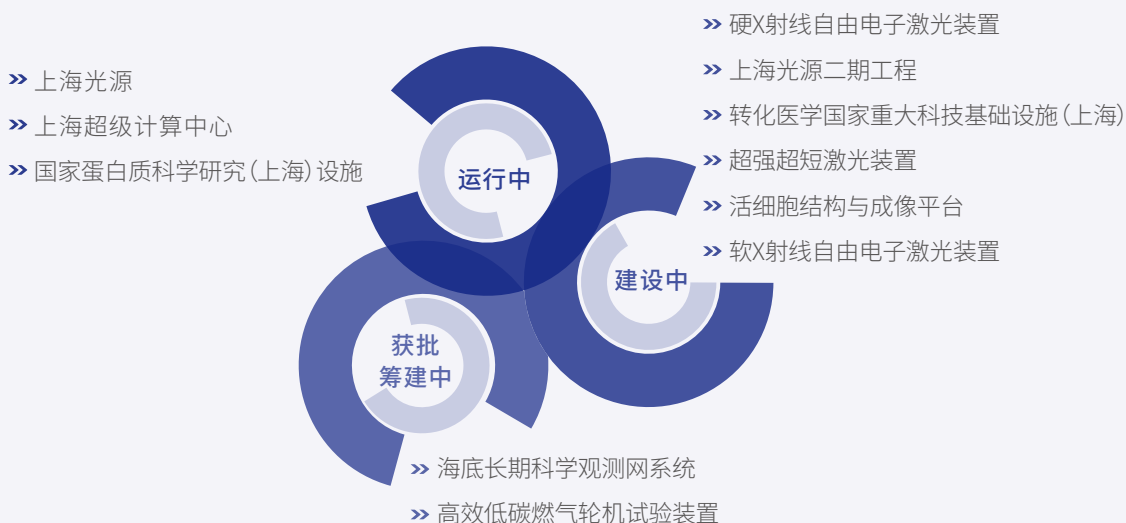 上海光源
上海超级计算中心
国家蛋白质科学研究(上海)设施
运行中
硬X射线自由电子激光装置
上海光源二期工程
转化医学国家重大科技基础设施(上海)
超强超短激光装置
活细胞结构与成像平台
软X射线自由电子激光装置
建设中
获批
筹建中
海底长期科学观测网系统
高效低碳燃气轮机试验装置